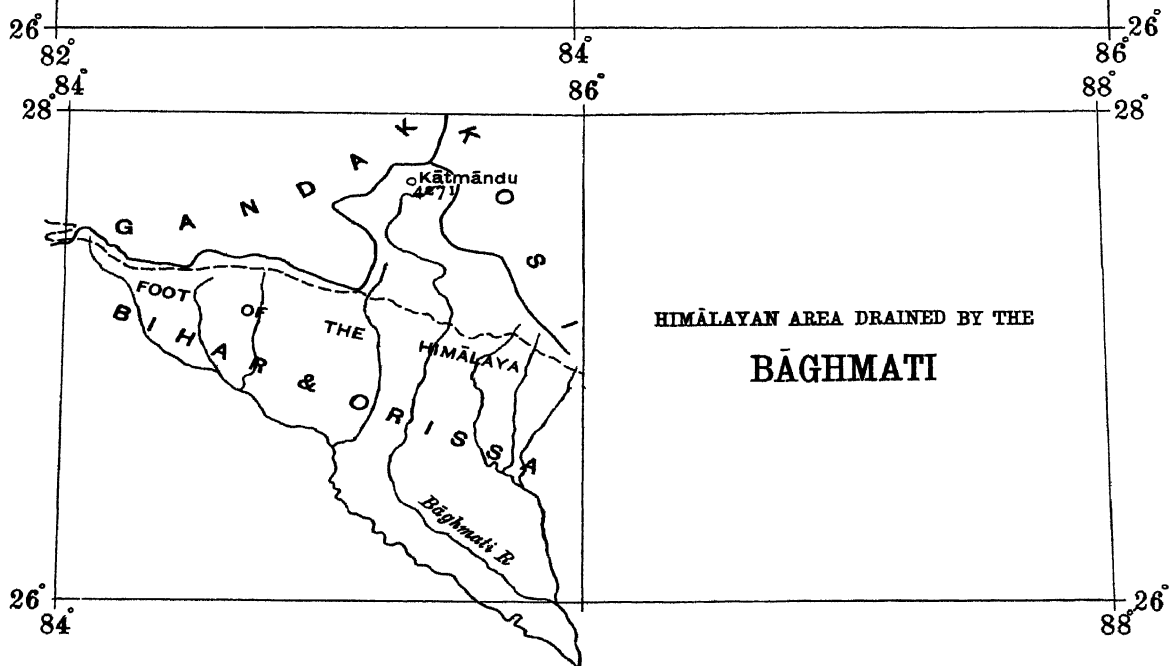 26° 26°
82° 84° 86°
84° 86° 88°
28° 28°
GANDAK
KOSI
Kātmāndu
4271
FOOT OF THE HIMĀLAYA
BIHAR & ORISSA
HIMĀLAYAN AREA DRAINED BY THE
BĀGHMATI
Bāghmati R
26° 26°
84° 88°